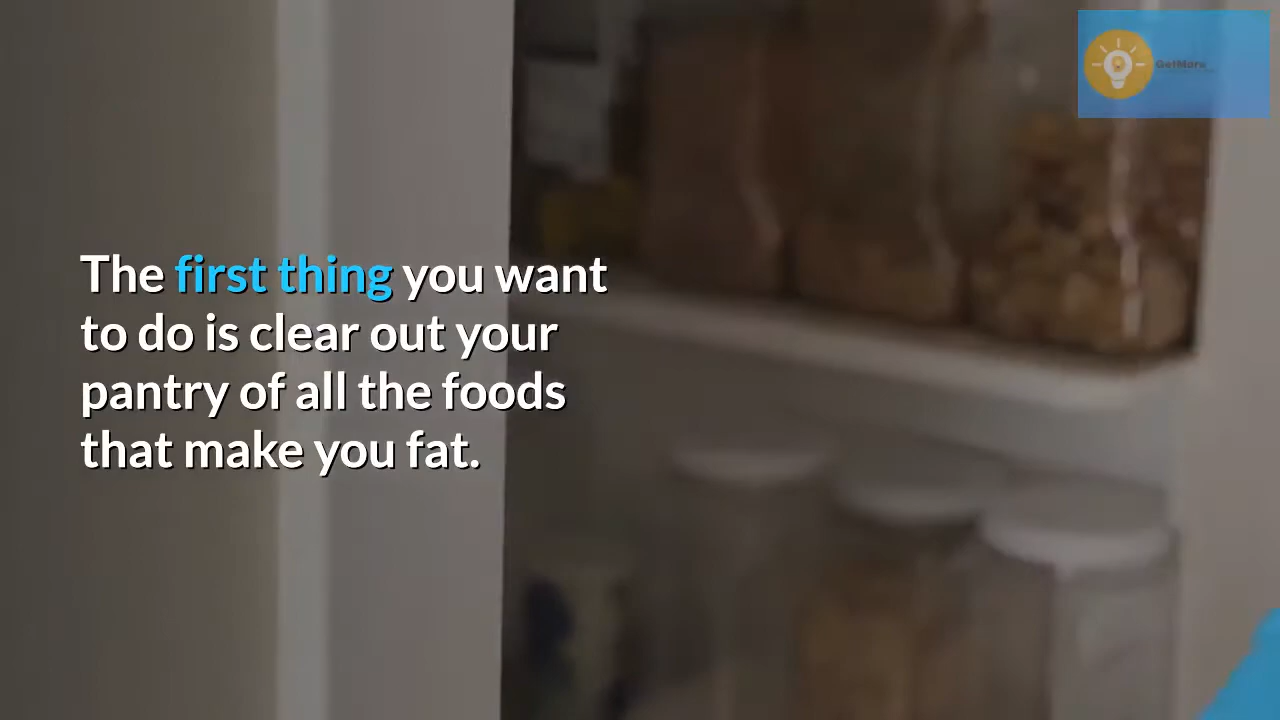 GetMore
The first thing you want
to do is clear out your
pantry of all the foods
that make you fat.